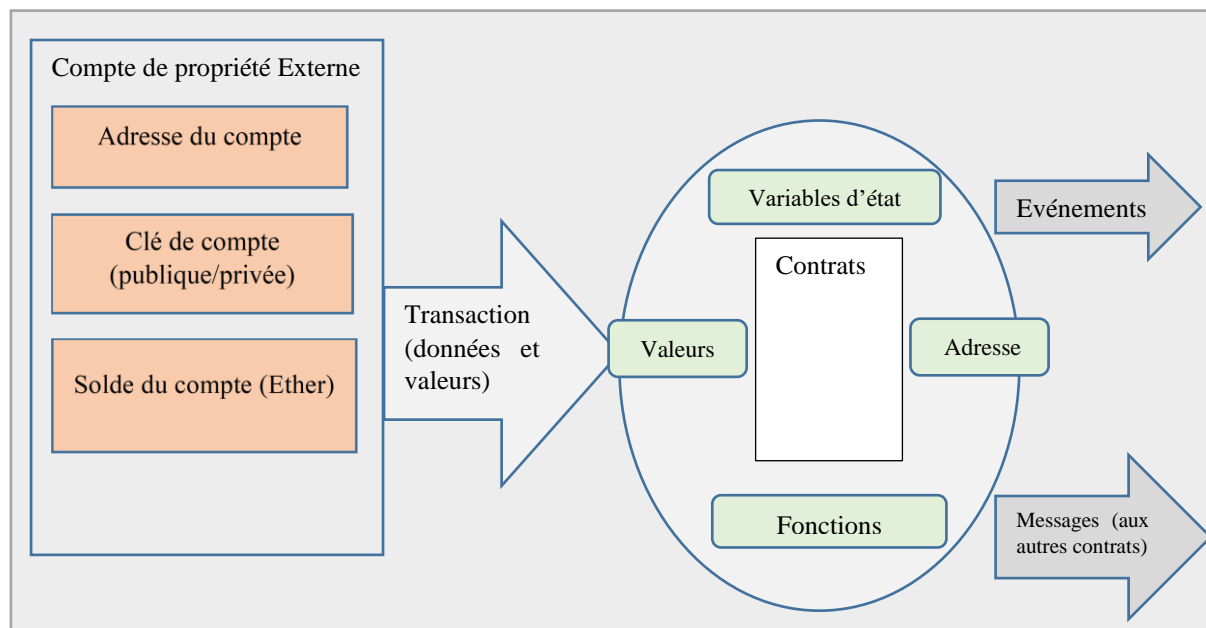 Compte de propriété Externe
Adresse du compte
Clé de compte
(publique/privée)
Solde du compte (Ether)
Transaction
(données et
valeurs)
Variables d’état
Contrats
Valeurs
Adresse
Fonctions
Evénements
Messages (aux
autres contrats)